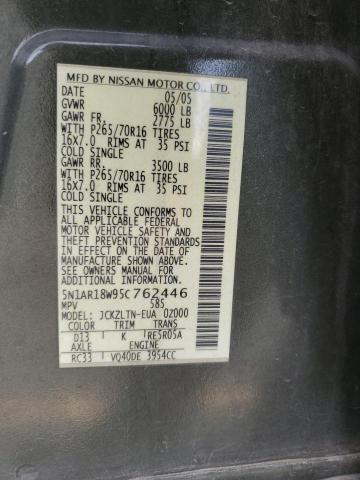 MFD BY NISSAN MOTOR CO., LTD.
DATE 05/05
GVWR 6000 LB
GAWR FR. 2775 LB
WITH P265/70R16 TIRES
16X7.0 RIMS AT 35 PSI
COLD SINGLE
GAWR RR. 3500 LB
WITH P265/70R16 TIRES
16X7.0 RIMS AT 35 PSI
COLD SINGLE
THIS VEHICLE CONFORMS TO
ALL APPLICABLE FEDERAL
MOTOR VEHICLE SAFETY AND
THEFT PREVENTION STANDARDS
IN EFFECT ON THE DATE OF
MANUFACTURE SHOWN ABOVE.
SEE OWNER'S MANUAL FOR
ADDITIONAL INFORMATION.
5N1AR18W95C762446
MPV 585
MODEL: JCKZLTN-EUA 02000
COLOR TRIM TRANS
D13 K RE5R05A
AXLE ENGINE
RC33 VQ40DE 3954CC